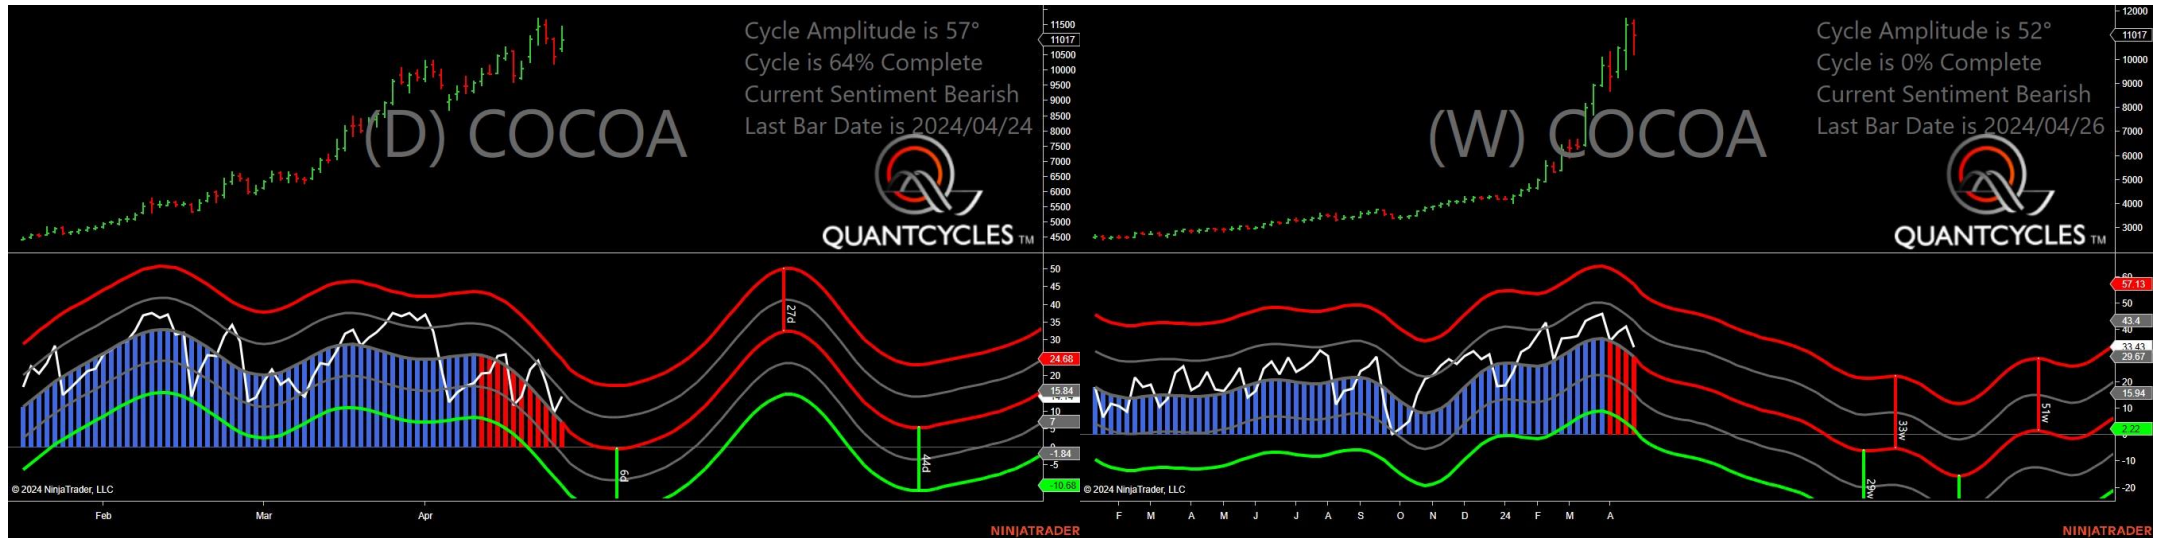 Cycle Amplitude is 57°
Cycle is 64% Complete
Current Sentiment Bearish
Last Bar Date is 2024/04/24
(D) COCOA
QUANTCYCLES TM
11500
11017
10500
10000
9500
9000
8500
8000
7500
7000
6500
6000
5500
5000
4500
50
45
40
35
30
24.68
20
15.84
10
7
-1.84
-5
-10.68
27d
6d
44d
© 2024 NinjaTrader, LLC
Feb Mar Apr
NINJATRADER
Cycle Amplitude is 52°
Cycle is 0% Complete
Current Sentiment Bearish
Last Bar Date is 2024/04/26
(W) COCOA
QUANTCYCLES TM
12000
11017
10000
9000
8000
7000
6000
5000
4000
3000
57.13
50
43.4
40
33.43
29.67
20
15.94
10
2.22
-10
-20
33w
29w
51w
© 2024 NinjaTrader, LLC
F M A M J J A S O N D 24 F M A
NINJATRADER